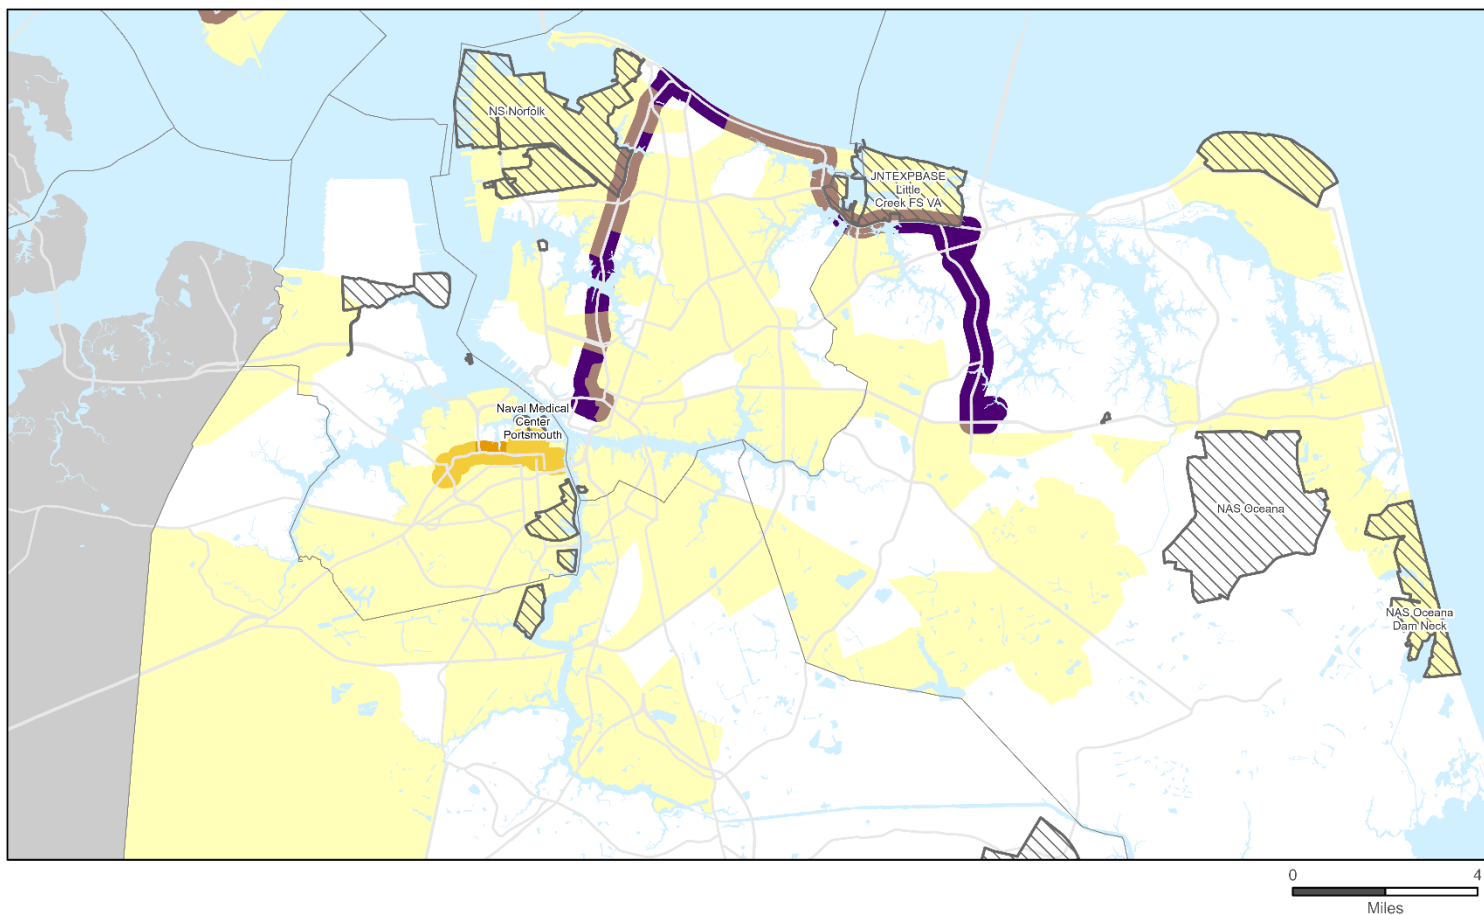 NS Norfolk
JNTEXPBASE
Little
Creek FS VA
Naval Medical
Center
Portsmouth
NAS Oceana
NAS Oceana
Dam Neck
0 4
Miles